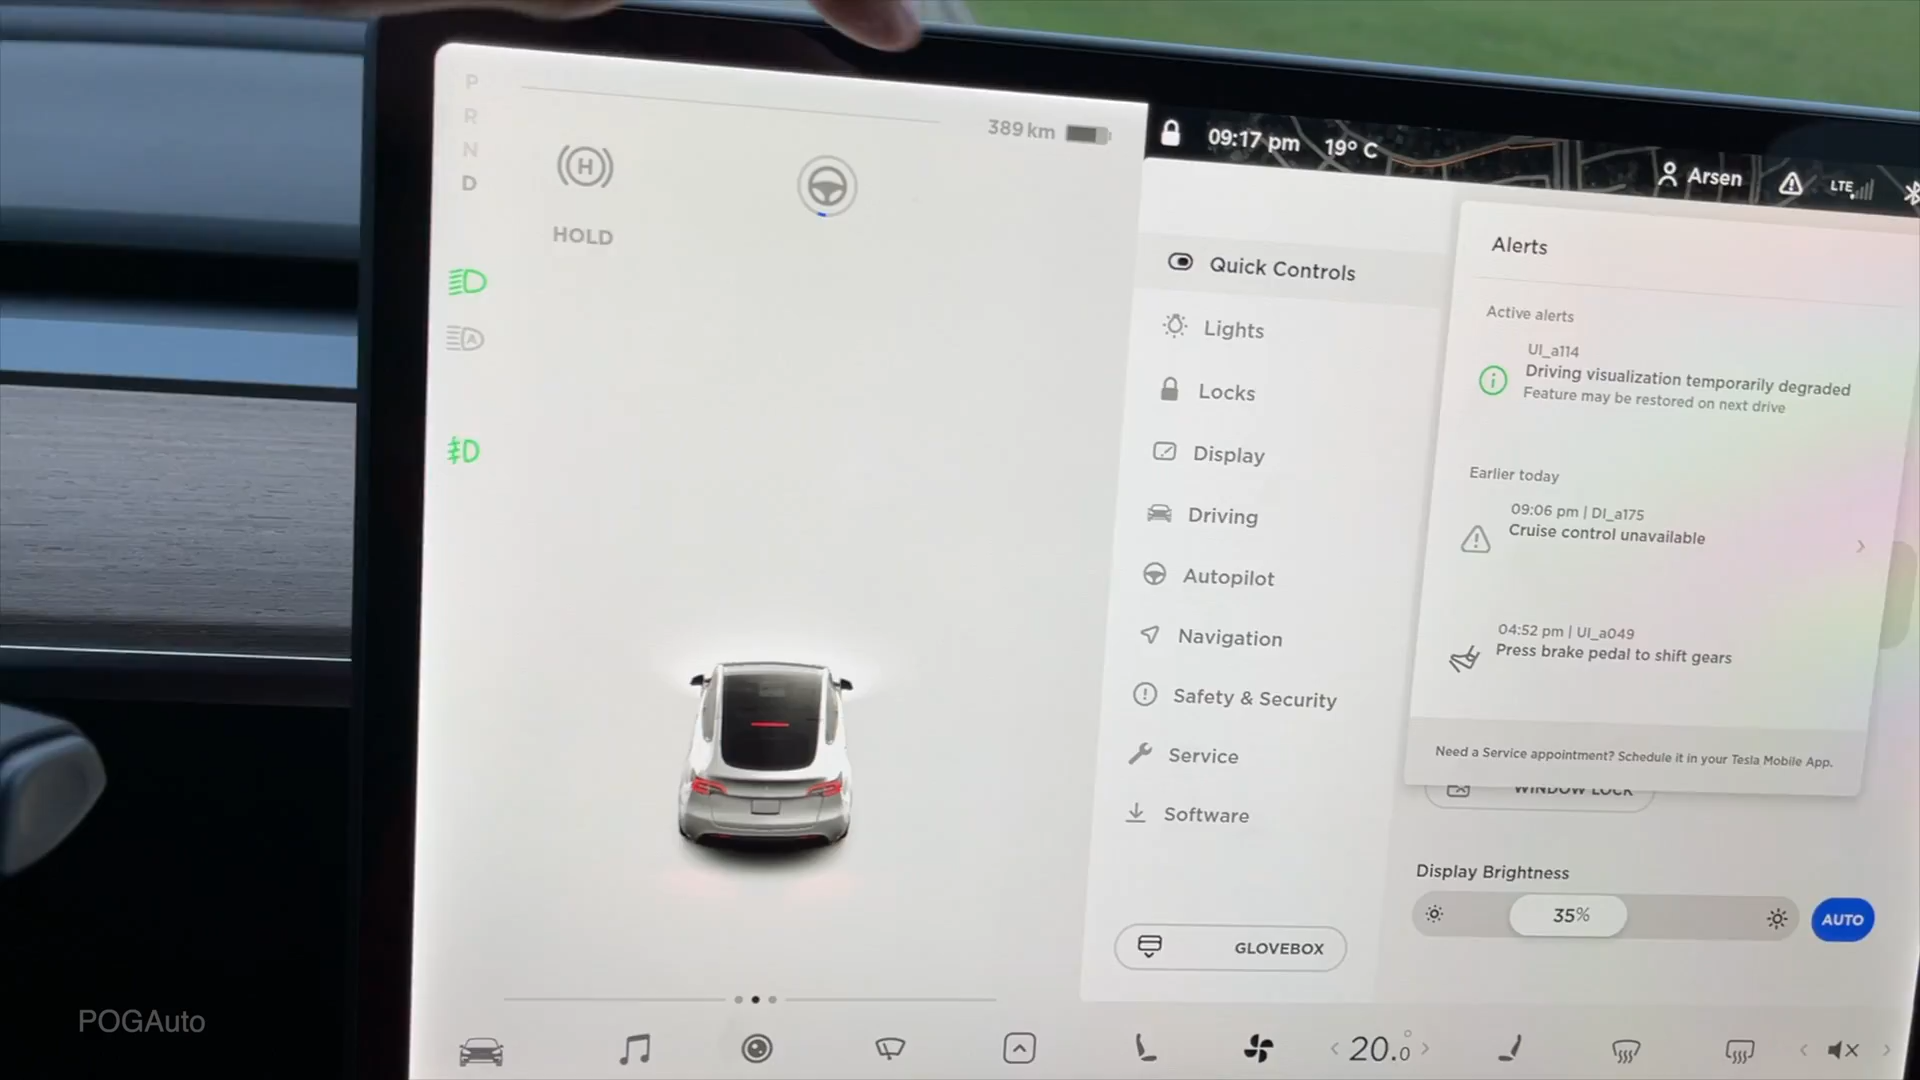 P
R
N
D
389 km
H
HOLD
A
09:17 pm
19° C
Arsen
LTE
Quick Controls
Lights
Locks
Display
Driving
Autopilot
Navigation
Safety & Security
Service
Software
GLOVEBOX
Alerts
Active alerts
UI_a114
Driving visualization temporarily degraded
Feature may be restored on next drive
Earlier today
09:06 pm | DI_a175
Cruise control unavailable
04:52 pm | UI_a049
Press brake pedal to shift gears
Need a Service appointment? Schedule it in your Tesla Mobile App.
WINDOW LOCK
Display Brightness
35%
AUTO
20.0°
POGAuto